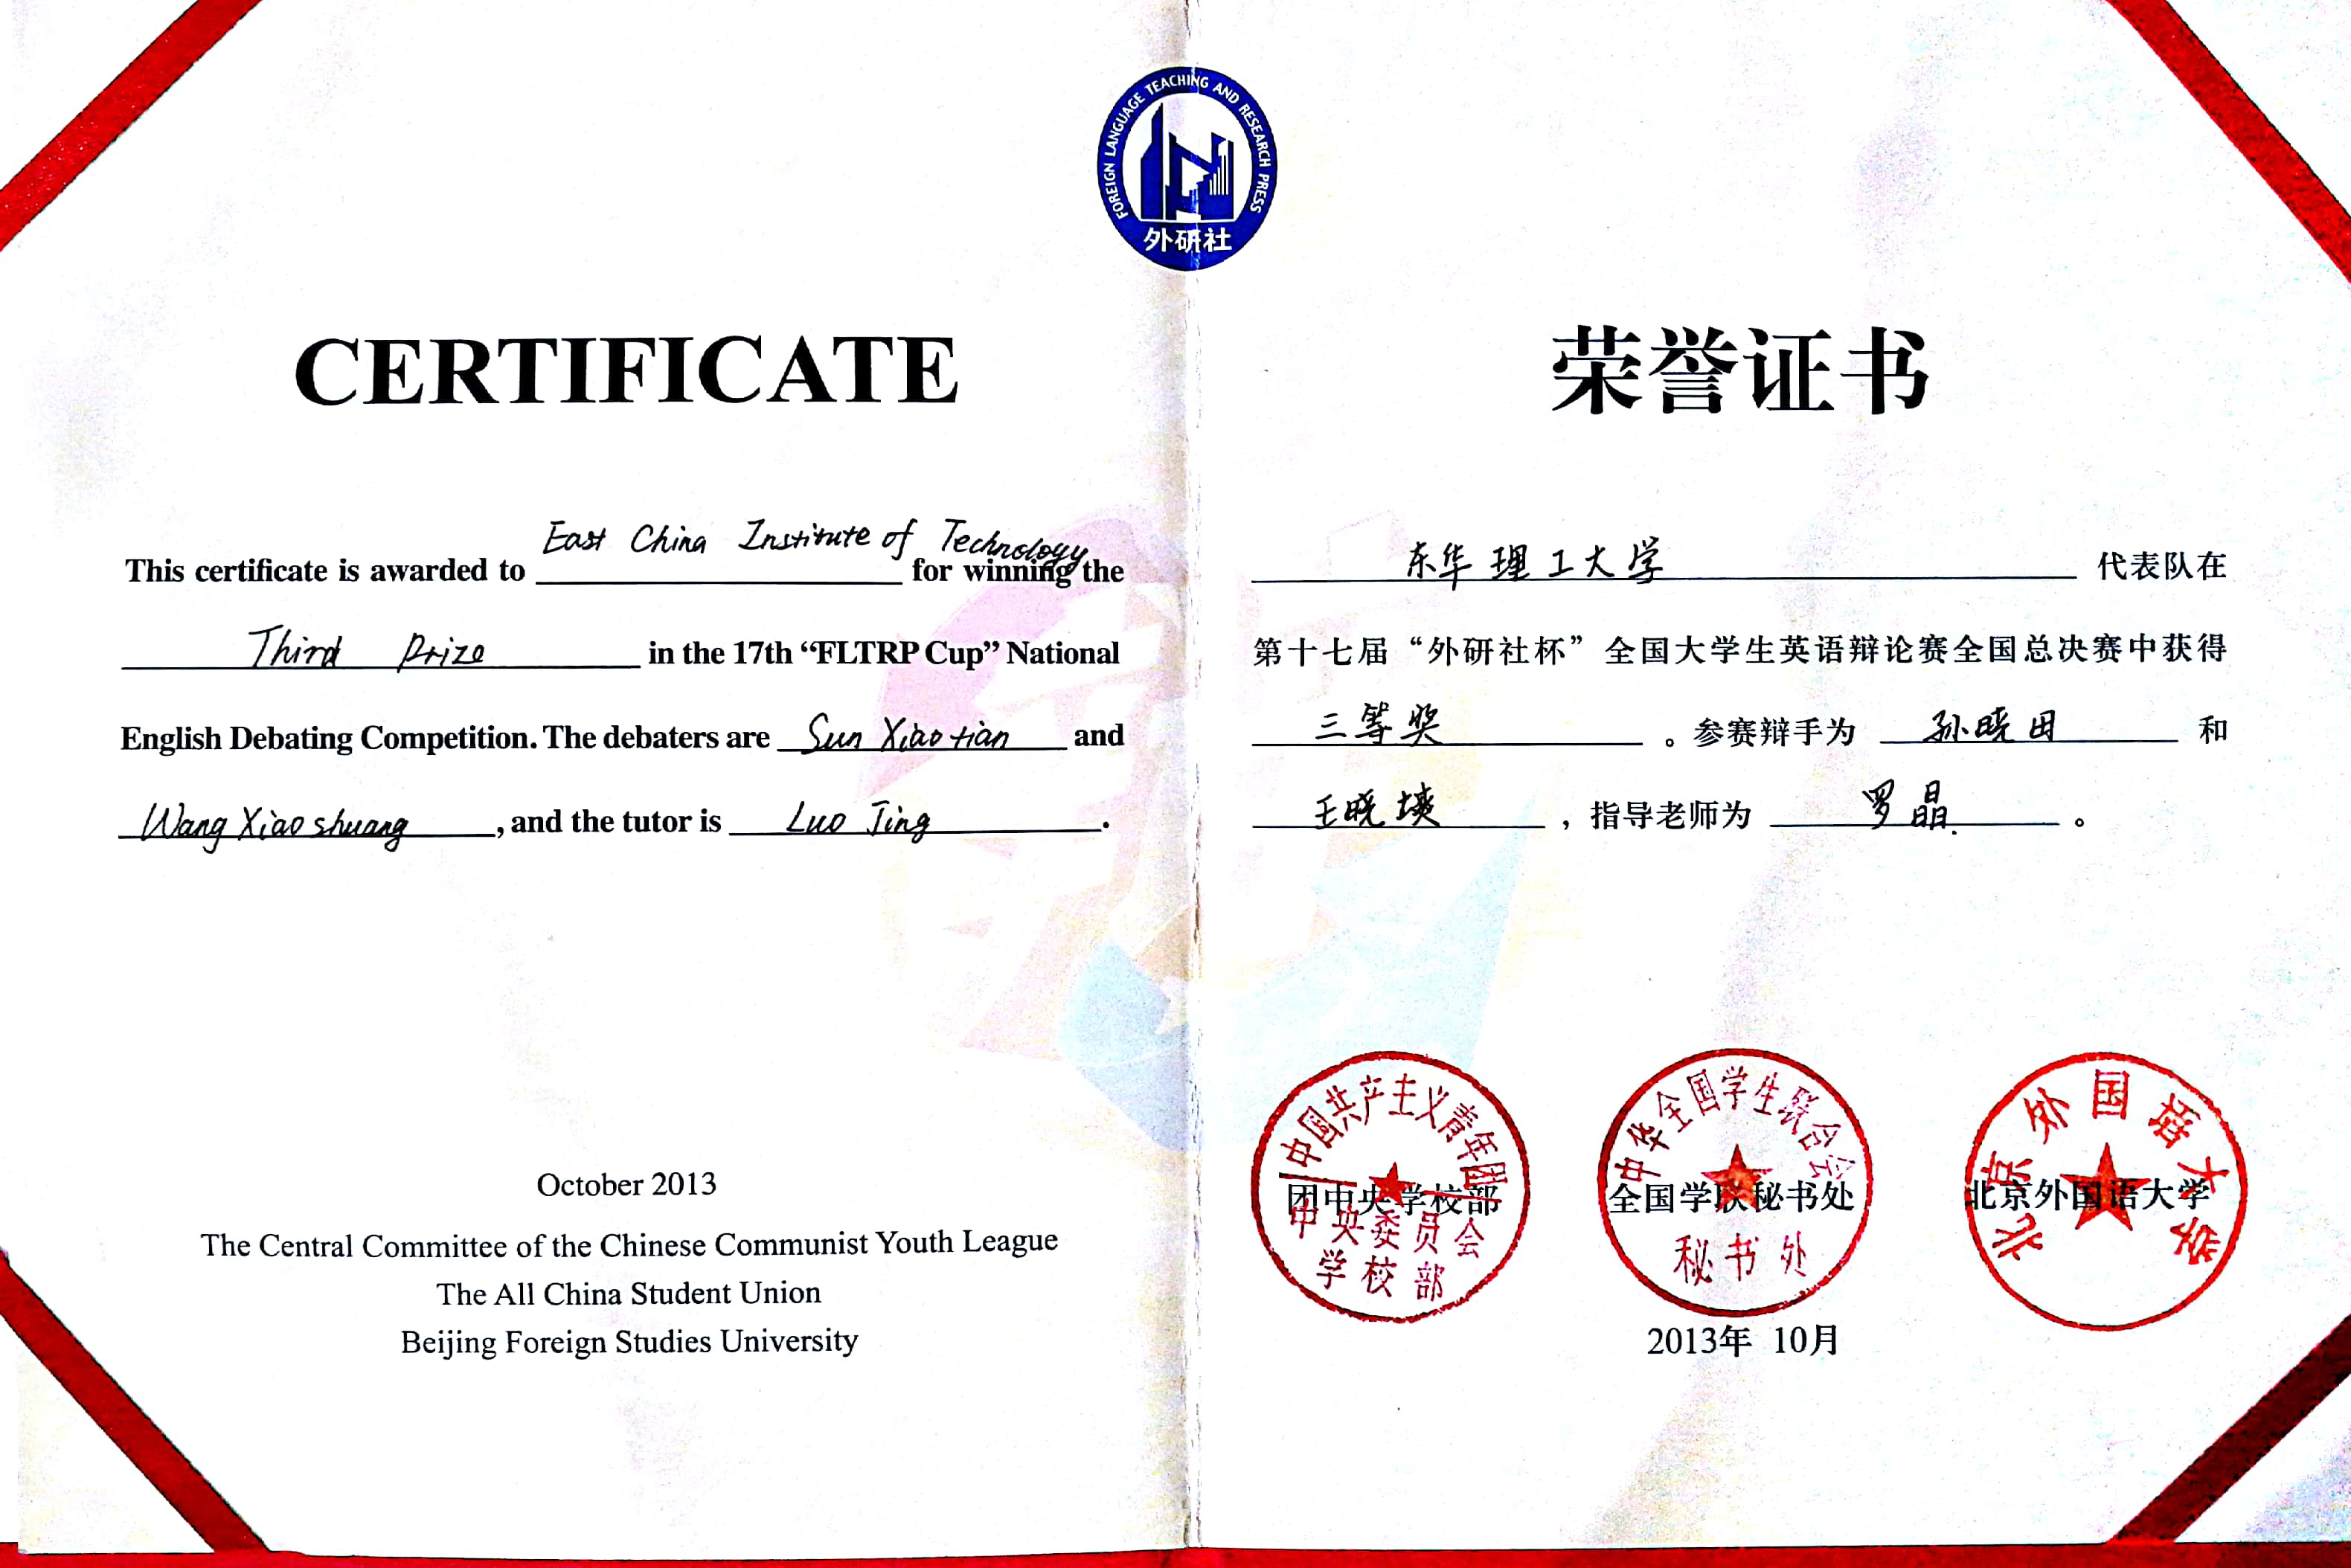 FOREIGN LANGUAGE TEACHING AND RESEARCH PRESS
外研社
CERTIFICATE
This certificate is awarded to East China Institute of Technology for winning the
Third Prize in the 17th “FLTRP Cup” National
English Debating Competition. The debaters are Sun Xiaotian and
Wang Xiaoshuang, and the tutor is Luo Jing.
October 2013
The Central Committee of the Chinese Communist Youth League
The All China Student Union
Beijing Foreign Studies University
荣誉证书
东华理工大学 代表队在
第十七届“外研社杯”全国大学生英语辩论赛全国总决赛中获得
三等奖 。参赛辩手为 孙晓田 和
王晓塽 ，指导老师为 罗晶 。
中国共产主义青年团
团中央学校部
中央委员会
学校部
中华全国学生联合会
全国学联秘书处
秘书处
北京外国语大学
北京外国语大学
2013年 10月